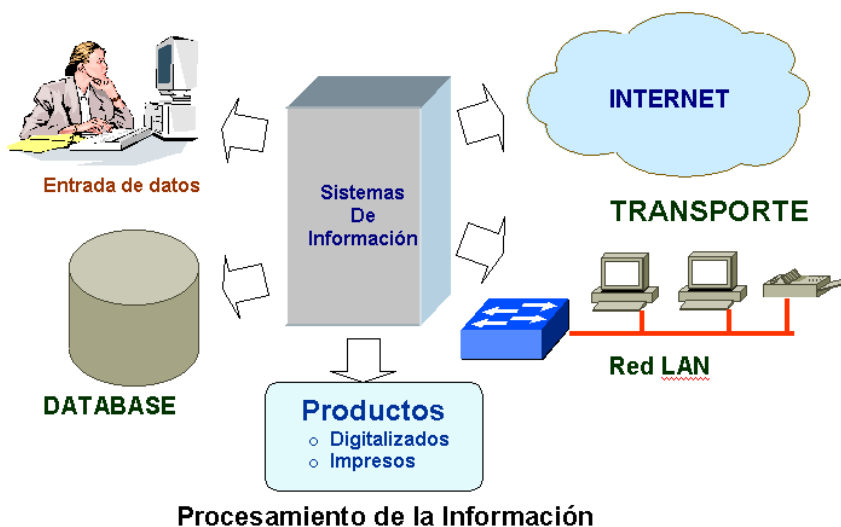 INTERNET
Entrada de datos
Sistemas
De
Información
TRANSPORTE
DATABASE
Red LAN
Productos
o Digitalizados
o Impresos
Procesamiento de la Información